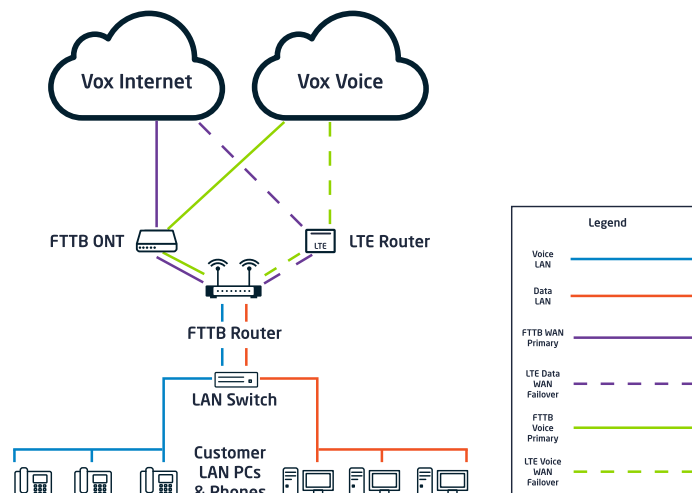 Vox Internet
Vox Voice
FTTB ONT
LTE
LTE Router
FTTB Router
LAN Switch
Customer
LAN PCs
& Phones
Legend
Voice
LAN
Data
LAN
FTTB WAN
Primary
LTE Data
WAN
Failover
FTTB
Voice
Primary
LTE Voice
WAN
Failover